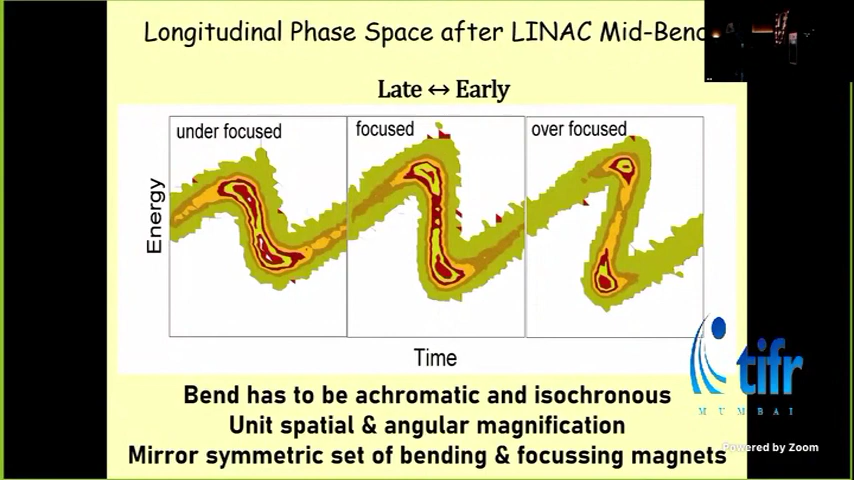 Longitudinal Phase Space after LINAC Mid-Bend
Late ↔ Early
under focused
focused
over focused
Energy
Time
Bend has to be achromatic and isochronous
Unit spatial & angular magnification
Mirror symmetric set of bending & focussing magnets
tifr
MUMBAI
Powered by Zoom